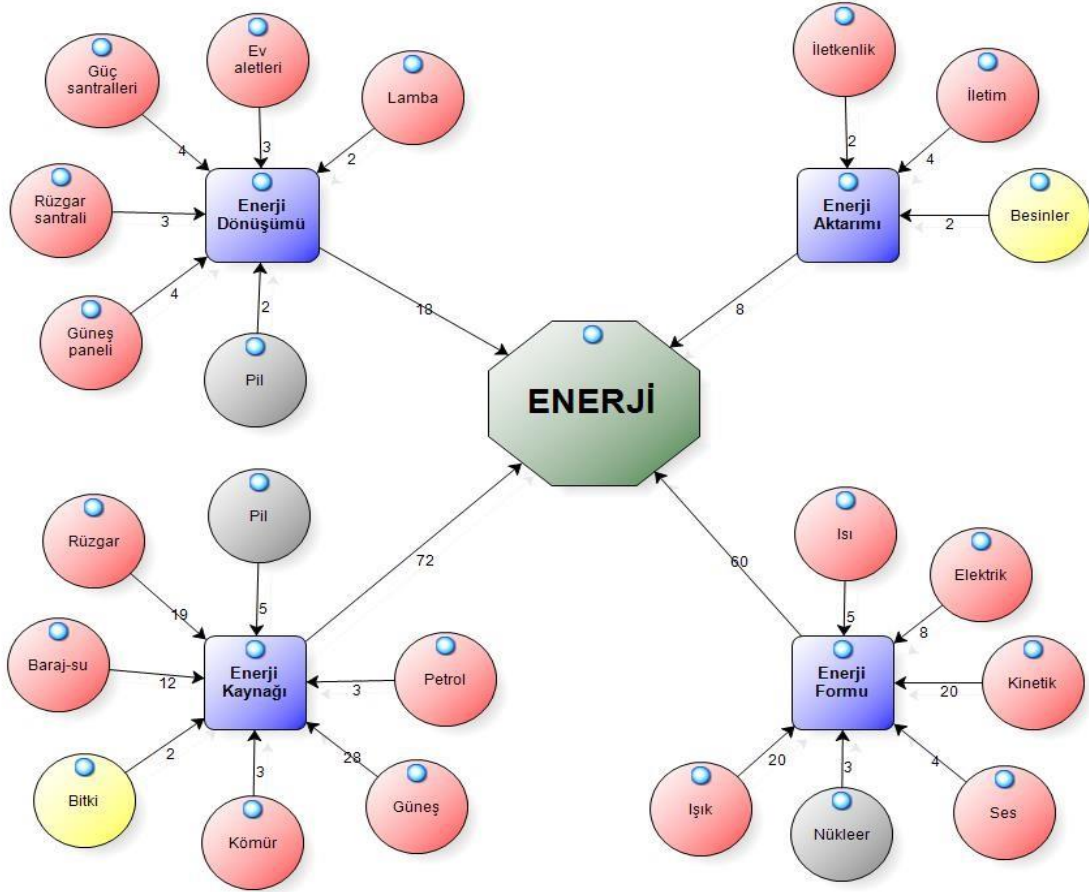 Güç
santralleri
Ev
aletleri
Lamba
Rüzgar
santrali
Güneş
paneli
Pil
4
3
2
3
4
2
Enerji
Dönüşümü
18
İletkenlik
İletim
Besinler
2
4
2
Enerji
Aktarımı
8
ENERJİ
Pil
Rüzgar
Baraj-su
Bitki
Kömür
Güneş
Petrol
5
19
12
2
3
28
3
Enerji
Kaynağı
72
Isı
Elektrik
Kinetik
Ses
Nükleer
Işık
5
8
20
4
3
20
Enerji
Formu
60